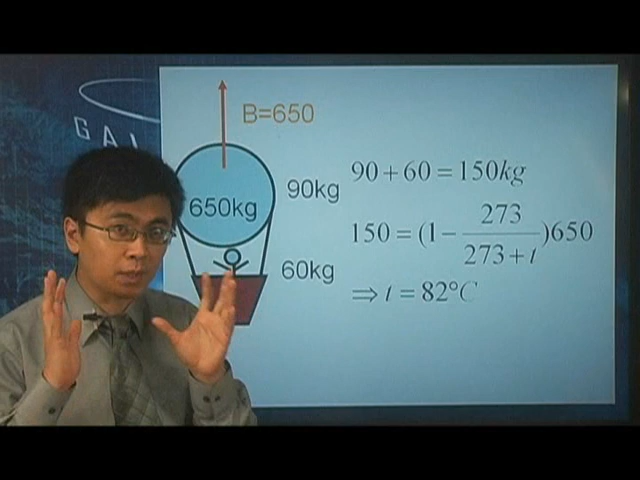 GAL
B=650
650kg
90kg
60kg
90+60=150kg
150=(1-273/273+t)650
⇒t=82°C